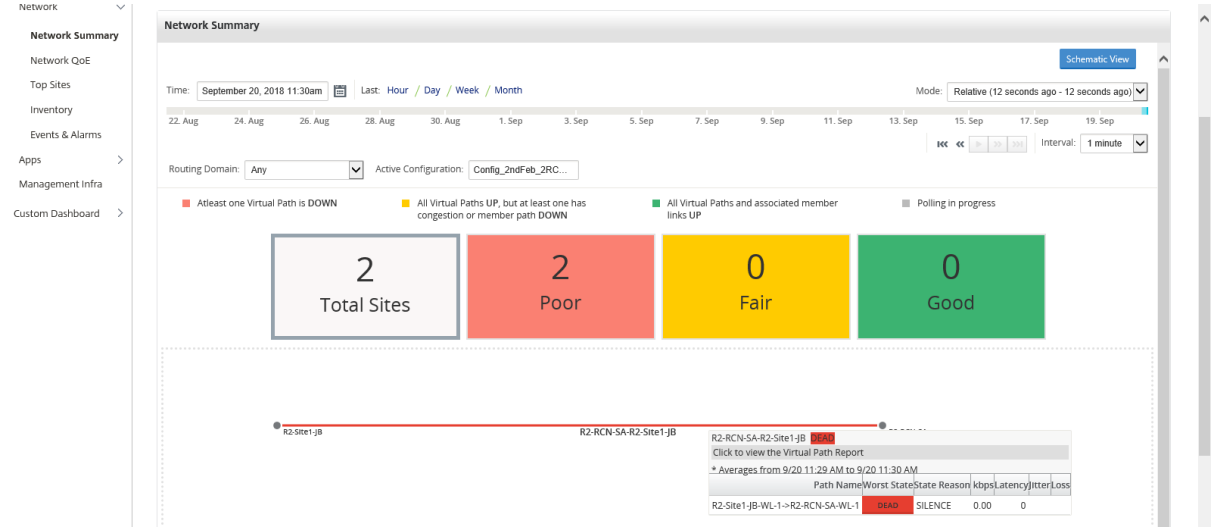 Network
Network Summary
Network QoE
Top Sites
Inventory
Events & Alarms
Apps
Management Infra
Custom Dashboard
Network Summary
Schematic View
Time: September 20, 2018 11:30am Last: Hour / Day / Week / Month Mode: Relative (12 seconds ago - 12 seconds ago)
22. Aug 24. Aug 26. Aug 28. Aug 30. Aug 1. Sep 3. Sep 5. Sep 7. Sep 9. Sep 11. Sep 13. Sep 15. Sep 17. Sep 19. Sep
Interval: 1 minute
Routing Domain: Any Active Configuration: Config_2ndFeb_2RC...
Atleast one Virtual Path is DOWN
All Virtual Paths UP, but at least one has
congestion or member path DOWN
All Virtual Paths and associated member
links UP
Polling in progress
2
Total Sites
2
Poor
0
Fair
0
Good
R2-Site1-JB
R2-RCN-SA-R2-Site1-JB
R2-RCN-SA-R2-Site1-JB DEAD
Click to view the Virtual Path Report
* Averages from 9/20 11:29 AM to 9/20 11:30 AM
Path Name Worst State State Reason kbps Latency Jitter Loss
R2-Site1-JB-WL-1->R2-RCN-SA-WL-1 DEAD SILENCE 0.00 0